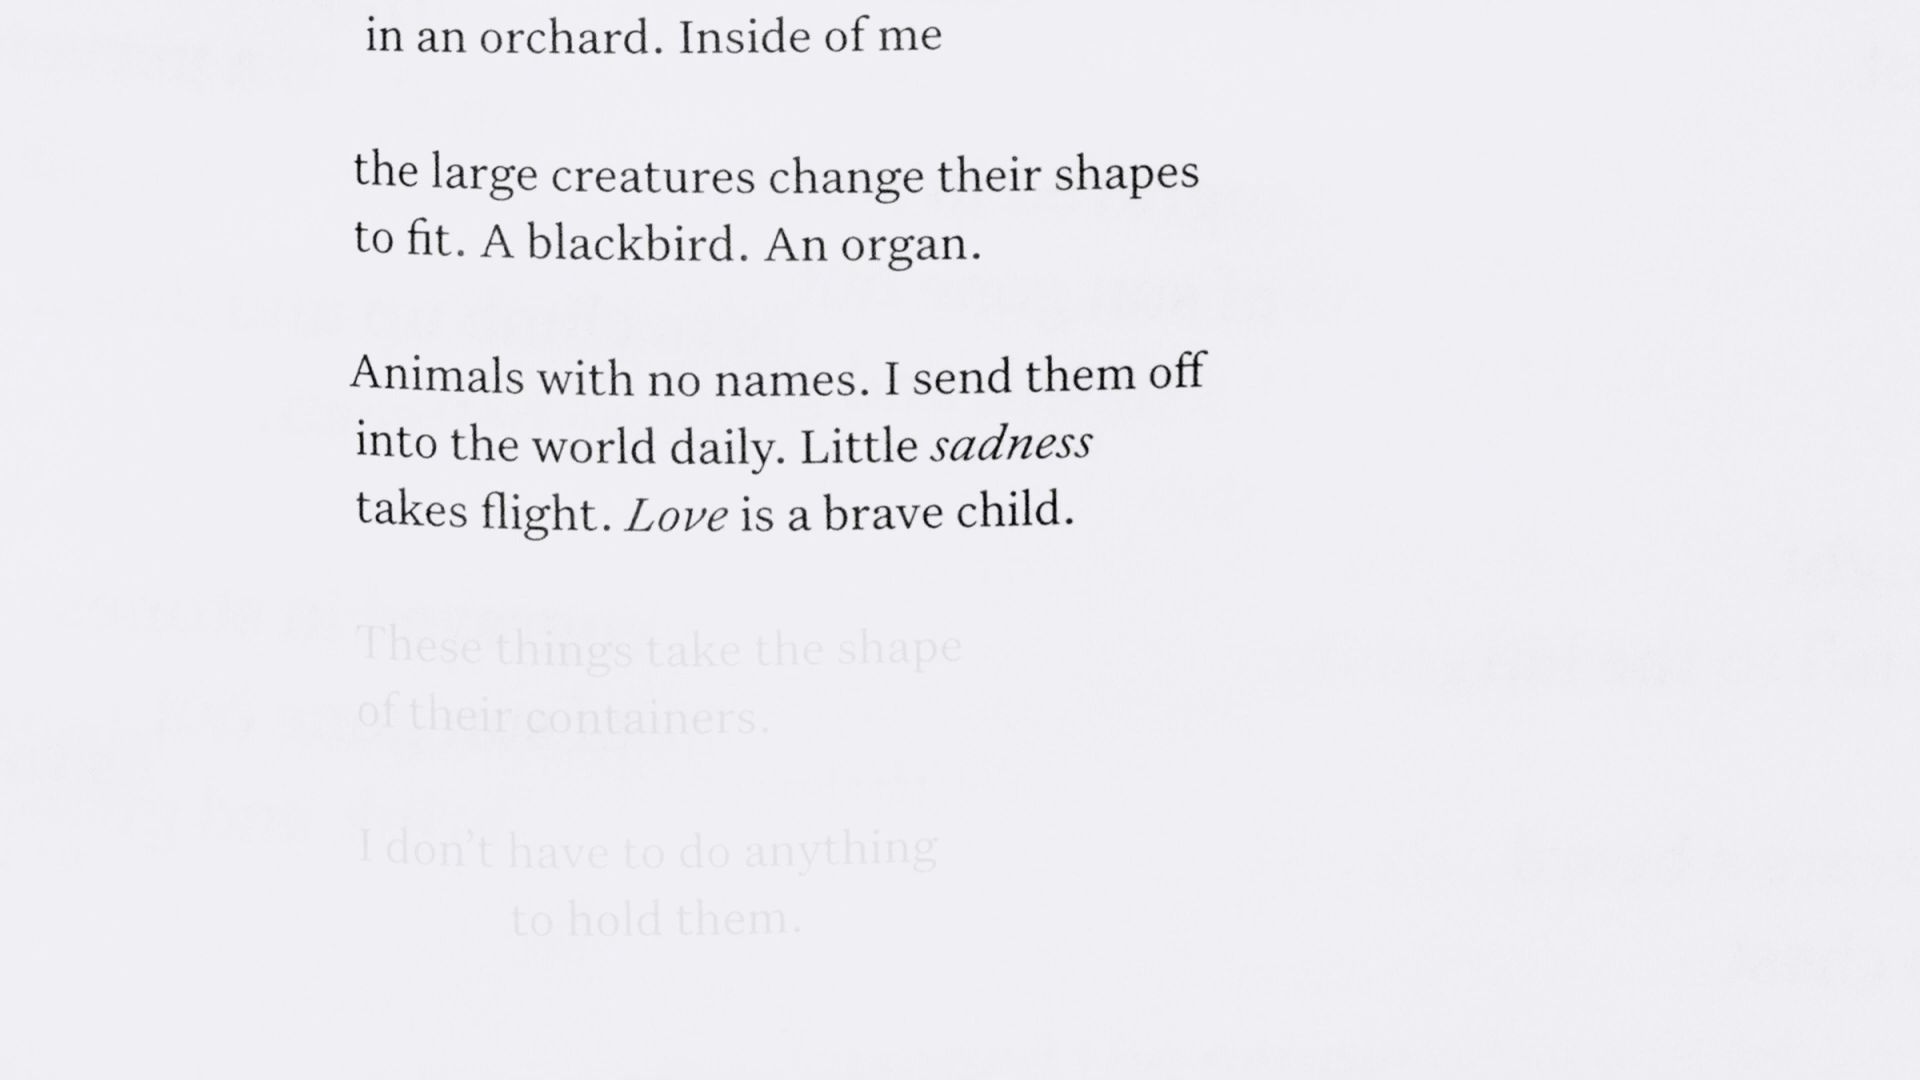 in an orchard. Inside of me
the large creatures change their shapes
to fit. A blackbird. An organ.
Animals with no names. I send them off
into the world daily. Little sadness
takes flight. Love is a brave child.
These things take the shape
of their containers.
I don’t have to do anything
to hold them.